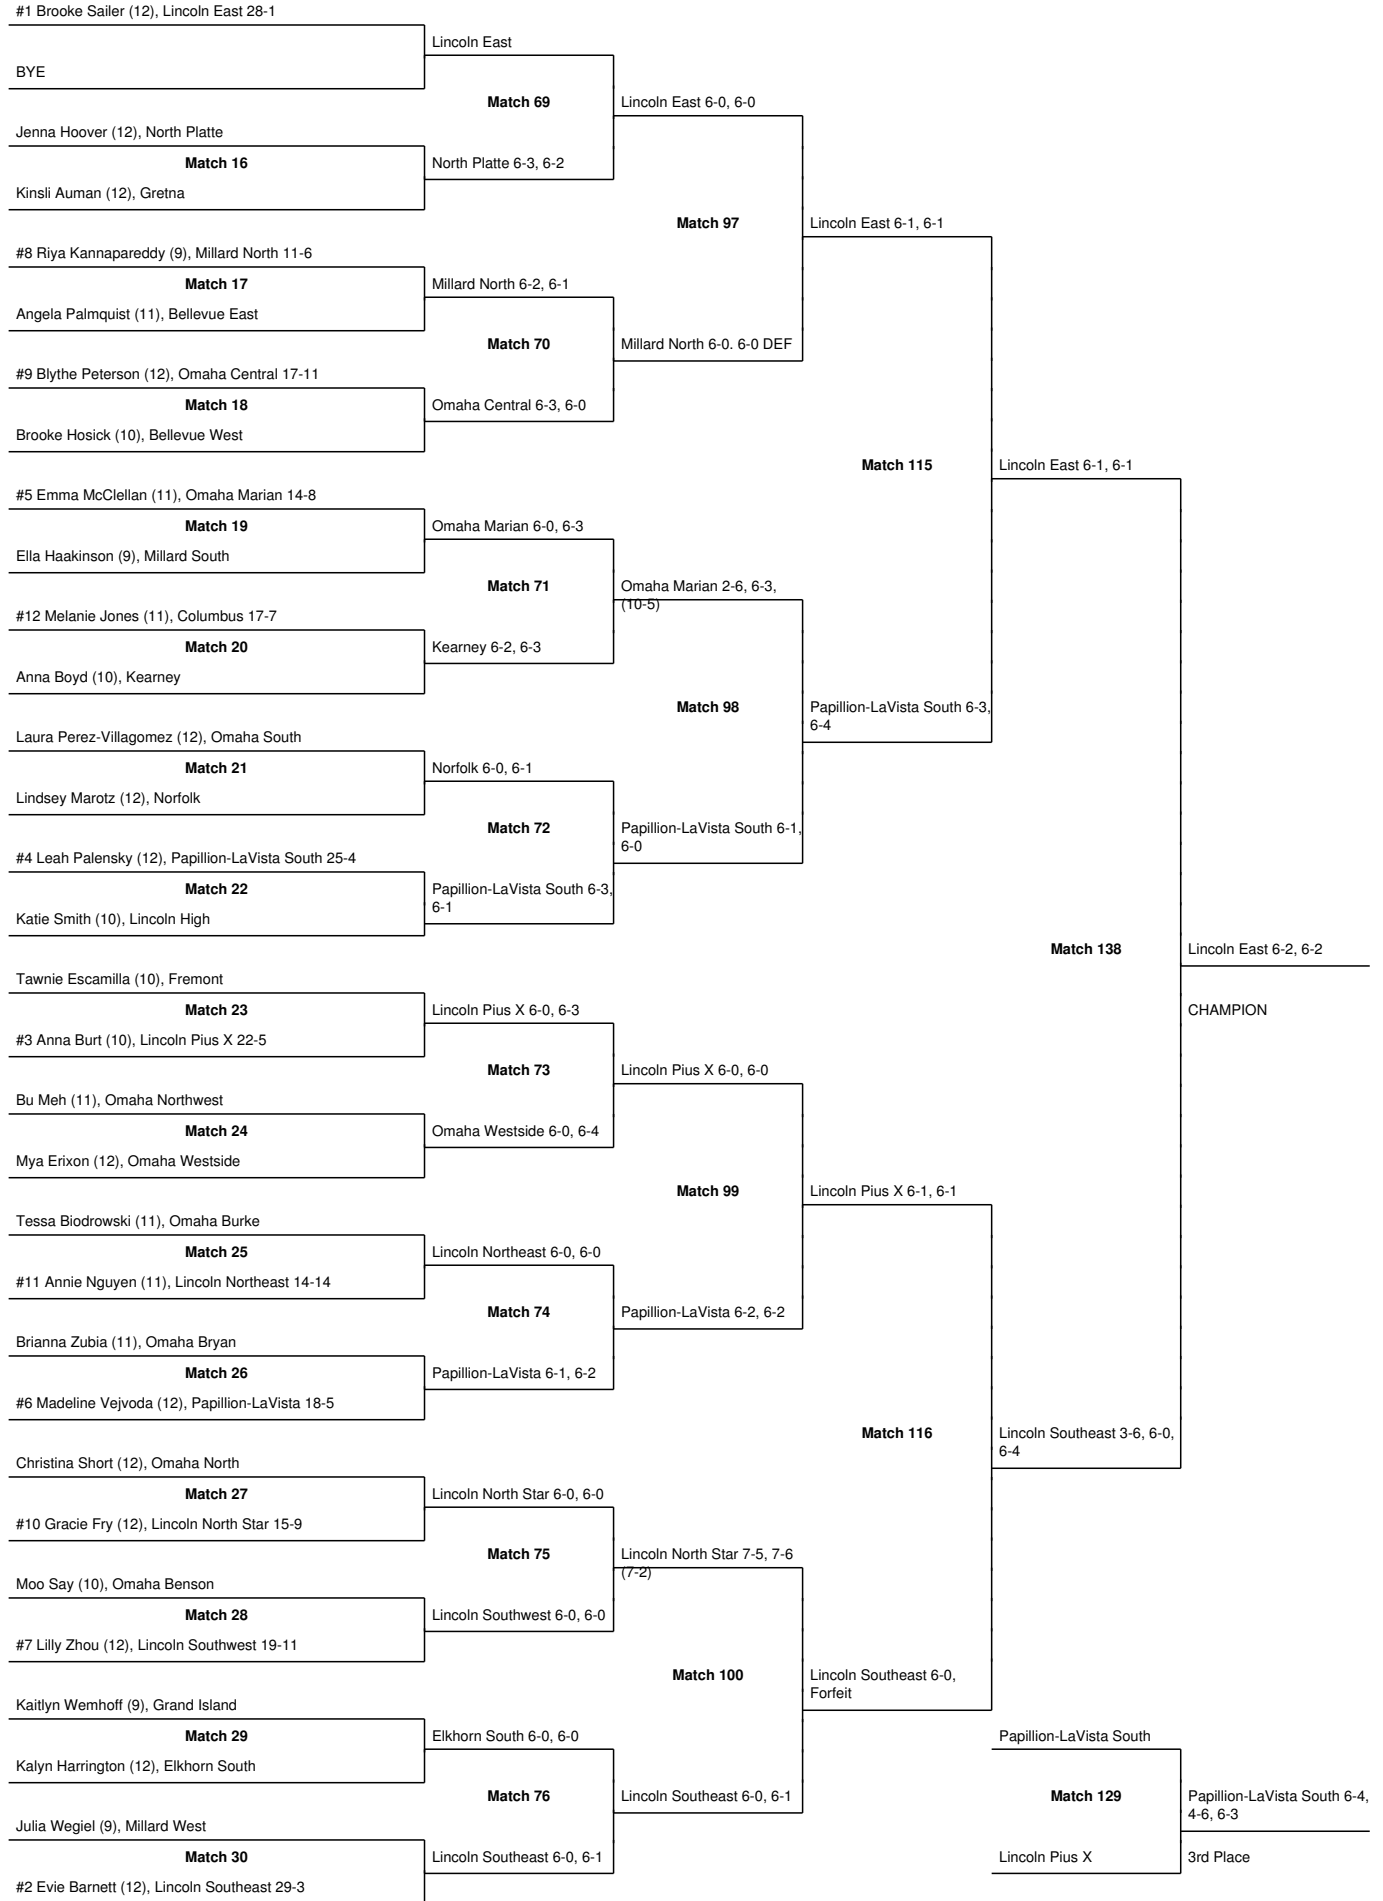 #1 Brooke Sailer (12), Lincoln East 28-1
Lincoln East
BYE
Match 69
Lincoln East 6-0, 6-0
Jenna Hoover (12), North Platte
Match 16
North Platte 6-3, 6-2
Kinsli Auman (12), Gretna
Match 97
Lincoln East 6-1, 6-1
#8 Riya Kannapareddy (9), Millard North 11-6
Match 17
Millard North 6-2, 6-1
Angela Palmquist (11), Bellevue East
Match 70
Millard North 6-0. 6-0 DEF
#9 Blythe Peterson (12), Omaha Central 17-11
Match 18
Omaha Central 6-3, 6-0
Brooke Hosick (10), Bellevue West
Match 115
Lincoln East 6-1, 6-1
#5 Emma McClellan (11), Omaha Marian 14-8
Match 19
Omaha Marian 6-0, 6-3
Ella Haakinson (9), Millard South
Match 71
Omaha Marian 2-6, 6-3,
(10-5)
#12 Melanie Jones (11), Columbus 17-7
Match 20
Kearney 6-2, 6-3
Anna Boyd (10), Kearney
Match 98
Papillion-LaVista South 6-3,
6-4
Laura Perez-Villagomez (12), Omaha South
Match 21
Norfolk 6-0, 6-1
Lindsey Marotz (12), Norfolk
Match 72
Papillion-LaVista South 6-1,
6-0
#4 Leah Palensky (12), Papillion-LaVista South 25-4
Match 22
Papillion-LaVista South 6-3,
6-1
Katie Smith (10), Lincoln High
Match 138
Lincoln East 6-2, 6-2
CHAMPION
Tawnie Escamilla (10), Fremont
Match 23
Lincoln Pius X 6-0, 6-3
#3 Anna Burt (10), Lincoln Pius X 22-5
Match 73
Lincoln Pius X 6-0, 6-0
Bu Meh (11), Omaha Northwest
Match 24
Omaha Westside 6-0, 6-4
Mya Erixon (12), Omaha Westside
Match 99
Lincoln Pius X 6-1, 6-1
Tessa Biodrowski (11), Omaha Burke
Match 25
Lincoln Northeast 6-0, 6-0
#11 Annie Nguyen (11), Lincoln Northeast 14-14
Match 74
Papillion-LaVista 6-2, 6-2
Brianna Zubia (11), Omaha Bryan
Match 26
Papillion-LaVista 6-1, 6-2
#6 Madeline Vejvoda (12), Papillion-LaVista 18-5
Match 116
Lincoln Southeast 3-6, 6-0,
6-4
Christina Short (12), Omaha North
Match 27
Lincoln North Star 6-0, 6-0
#10 Gracie Fry (12), Lincoln North Star 15-9
Match 75
Lincoln North Star 7-5, 7-6
(7-2)
Moo Say (10), Omaha Benson
Match 28
Lincoln Southwest 6-0, 6-0
#7 Lilly Zhou (12), Lincoln Southwest 19-11
Match 100
Lincoln Southeast 6-0,
Forfeit
Kaitlyn Wemhoff (9), Grand Island
Match 29
Elkhorn South 6-0, 6-0
Kalyn Harrington (12), Elkhorn South
Match 76
Lincoln Southeast 6-0, 6-1
Julia Wegiel (9), Millard West
Match 30
Lincoln Southeast 6-0, 6-1
#2 Evie Barnett (12), Lincoln Southeast 29-3
Papillion-LaVista South
Match 129
Papillion-LaVista South 6-4,
4-6, 6-3
Lincoln Pius X
3rd Place